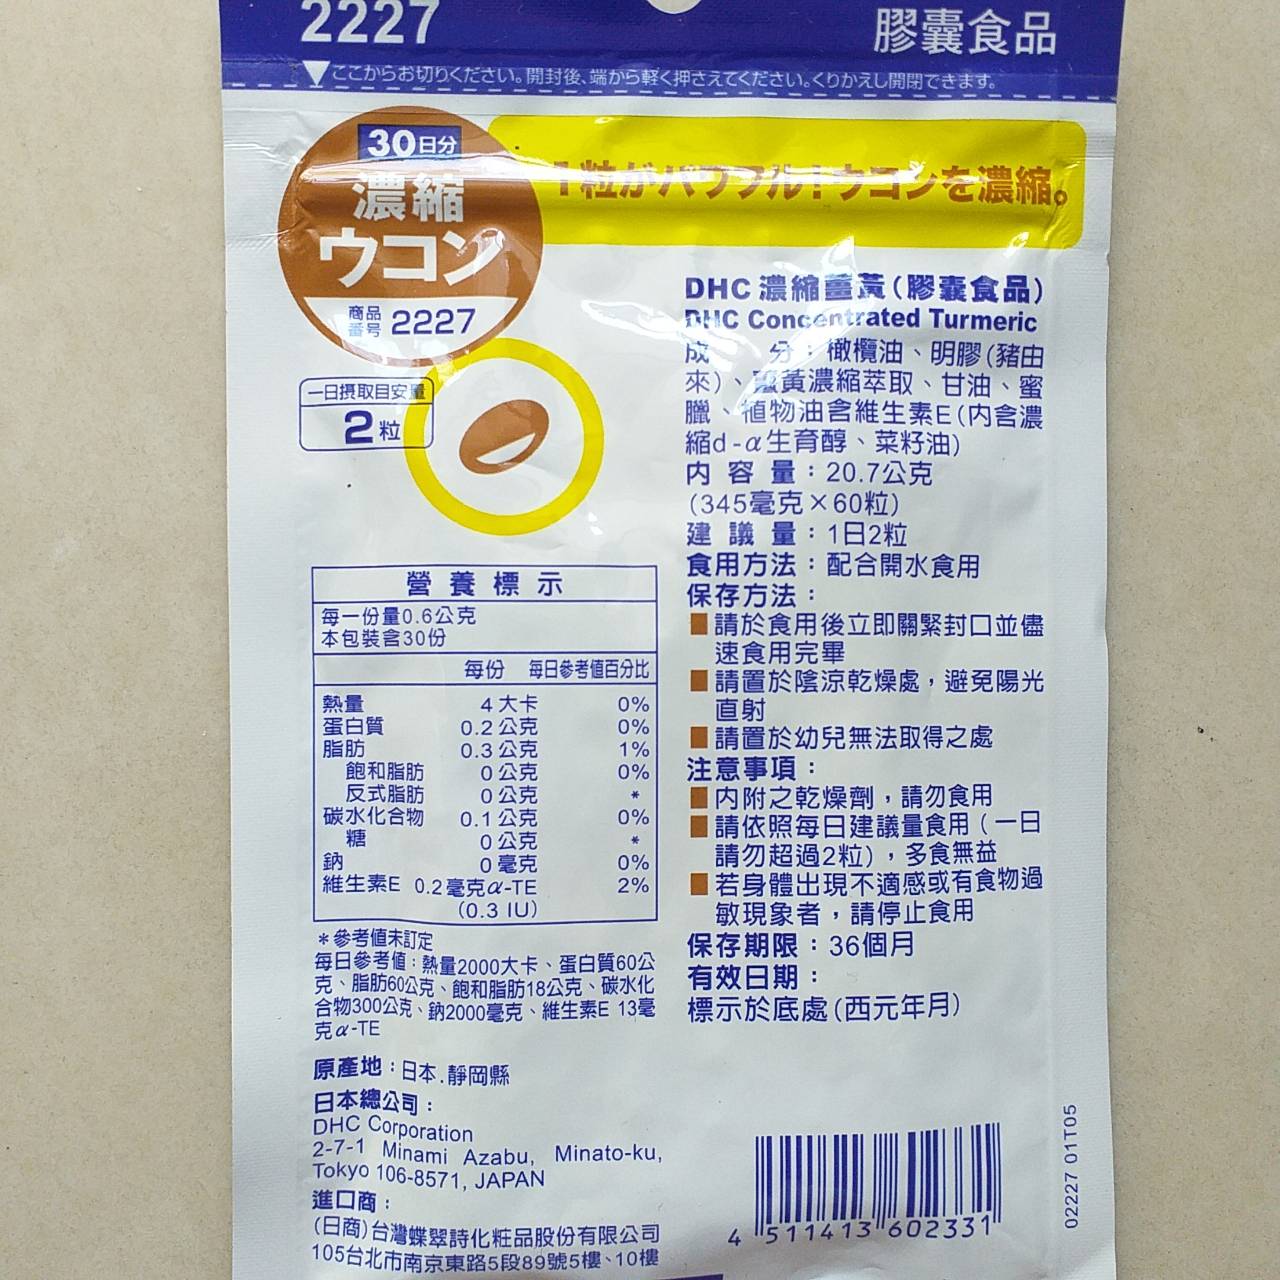 2227
膠囊食品
▼ここからお切りください。開封後、端から軽く押さえてください。くりかえし開閉できます。
30日分
濃縮
ウコン
商品
番号 2227
1粒がパワフル！ウコンを濃縮。
一日摂取目安量
2粒
DHC 濃縮薑黃(膠囊食品)
DHC Concentrated Turmeric
成分：橄欖油、明膠(豬由
來)、薑黃濃縮萃取、甘油、蜜
臘、植物油含維生素E(內含濃
縮d-α生育醇、菜籽油)
內容量：20.7公克
(345毫克×60粒)
建議量：1日2粒
食用方法：配合開水食用
保存方法：
■請於食用後立即關緊封口並儘
速食用完畢
■請置於陰涼乾燥處，避免陽光
直射
■請置於幼兒無法取得之處
注意事項：
■內附之乾燥劑，請勿食用
■請依照每日建議量食用(一日
請勿超過2粒)，多食無益
■若身體出現不適感或有食物過
敏現象者，請停止食用
保存期限：36個月
有效日期：
標示於底處(西元年月)
營養標示
每一份量0.6公克
本包裝含30份
每份 每日參考值百分比
熱量 4大卡 0%
蛋白質 0.2公克 0%
脂肪 0.3公克 1%
飽和脂肪 0公克 0%
反式脂肪 0公克 *
碳水化合物 0.1公克 0%
糖 0公克 *
鈉 0毫克 0%
維生素E 0.2毫克α-TE 2%
(0.3 IU)
*參考值未訂定
每日參考值：熱量2000大卡、蛋白質60公
克、脂肪60公克、飽和脂肪18公克、碳水化
合物300公克、鈉2000毫克、維生素E 13毫
克α-TE
原產地：日本.靜岡縣
日本總公司：
DHC Corporation
2-7-1 Minami Azabu, Minato-ku,
Tokyo 106-8571, JAPAN
進口商：
(日商)台灣蝶翠詩化粧品股份有限公司
105台北市南京東路5段89號5樓、10樓
4 511413 602331
02227 01T05